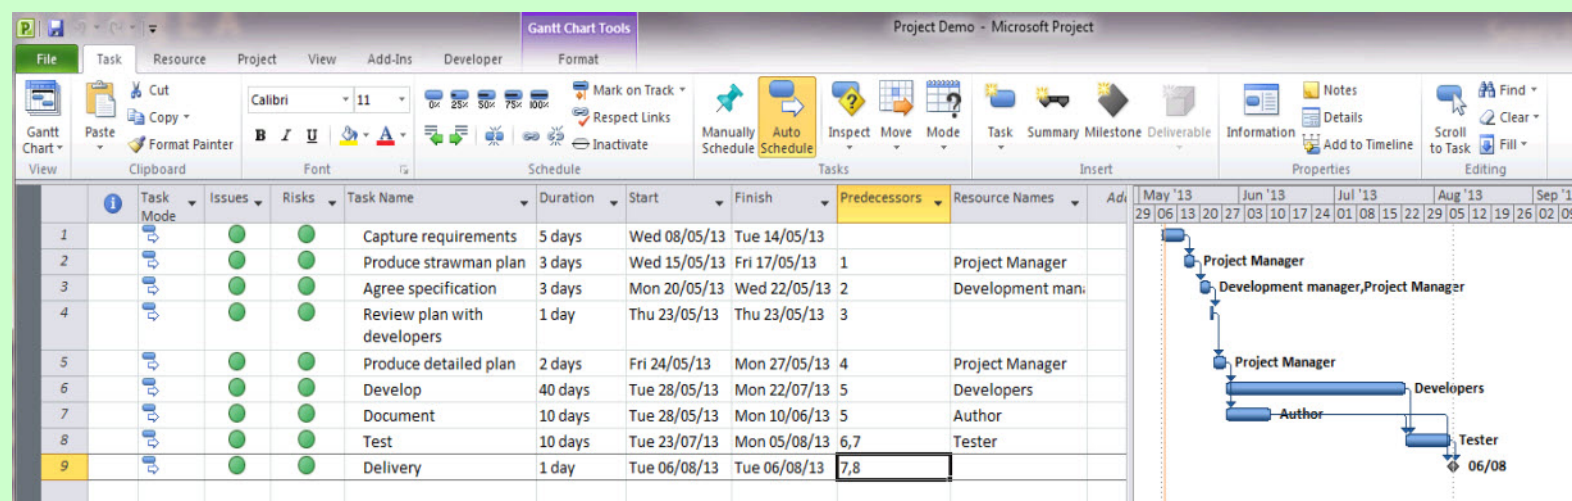 Gantt Chart Tools
Project Demo - Microsoft Project
File Task Resource Project View Add-Ins Developer Format
Cut
Copy
Format Painter
Paste
Gantt
Chart
Calibri 11
B I U A
0% 25% 50% 75% 100%
Mark on Track
Respect Links
Inactivate
Manually
Schedule
Auto
Schedule
Inspect Move Mode
Task Summary Milestone Deliverable
Information
Notes
Details
Add to Timeline
Scroll
to Task
Find
Clear
Fill
View Clipboard Font Schedule Tasks Insert Properties Editing
Task
Mode
Issues Risks Task Name Duration Start Finish Predecessors Resource Names
May '13 Jun '13 Jul '13 Aug '13 Sep '1
29 06 13 20 27 03 10 17 24 01 08 15 22 29 05 12 19 26 02 09
1 Capture requirements 5 days Wed 08/05/13 Tue 14/05/13
2 Produce strawman plan 3 days Wed 15/05/13 Fri 17/05/13 1 Project Manager Project Manager
3 Agree specification 3 days Mon 20/05/13 Wed 22/05/13 2 Development mana Development manager,Project Manager
4 Review plan with 1 day Thu 23/05/13 Thu 23/05/13 3
developers
5 Produce detailed plan 2 days Fri 24/05/13 Mon 27/05/13 4 Project Manager Project Manager
6 Develop 40 days Tue 28/05/13 Mon 22/07/13 5 Developers Developers
7 Document 10 days Tue 28/05/13 Mon 10/06/13 5 Author Author
8 Test 10 days Tue 23/07/13 Mon 05/08/13 6,7 Tester Tester
9 Delivery 1 day Tue 06/08/13 Tue 06/08/13 7,8 06/08